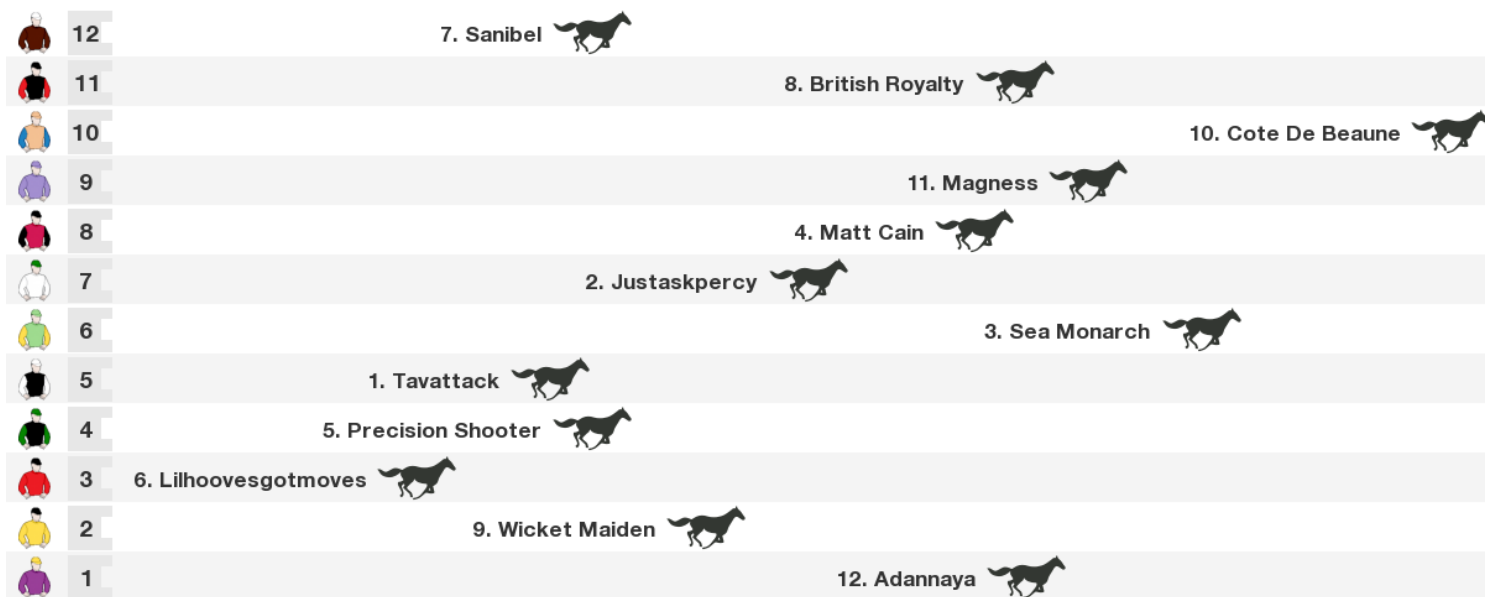 12 7. Sanibel
11 8. British Royalty
10 10. Cote De Beaune
9 11. Magness
8 4. Matt Cain
7 2. Justaskpercy
6 3. Sea Monarch
5 1. Tavattack
4 5. Precision Shooter
3 6. Lilhoovesgotmoves
2 9. Wicket Maiden
1 12. Adannaya